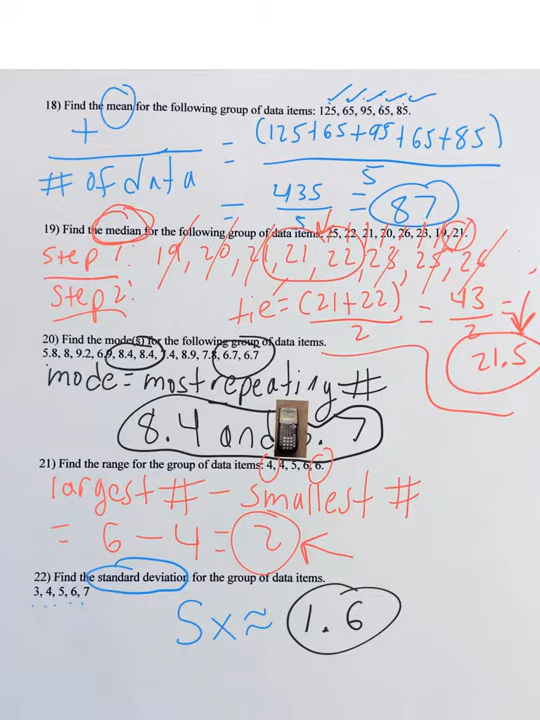 18) Find the mean for the following group of data items: 125, 65, 95, 65, 85.
+ / # of data = (125+65+95+65+85) / 5
= 435 / 5 = 87
19) Find the median for the following group of data items: 25, 22, 21, 20, 26, 23, 19, 21.
Step 1: 19, 20, 21, 21, 22, 23, 25, 26
Step 2: tie = (21+22) / 2 = 43 / 2 =
21.5
20) Find the mode(s) for the following group of data items.
5.8, 8, 9.2, 6.9, 8.4, 8.4, 7.4, 8.9, 7.8, 6.7, 6.7
mode = most repeating #
8.4 and 7
21) Find the range for the group of data items: 4, 4, 5, 6, 6.
largest # - smallest #
= 6 - 4 = 2
22) Find the standard deviation for the group of data items.
3, 4, 5, 6, 7
Sx ≈ 1.6